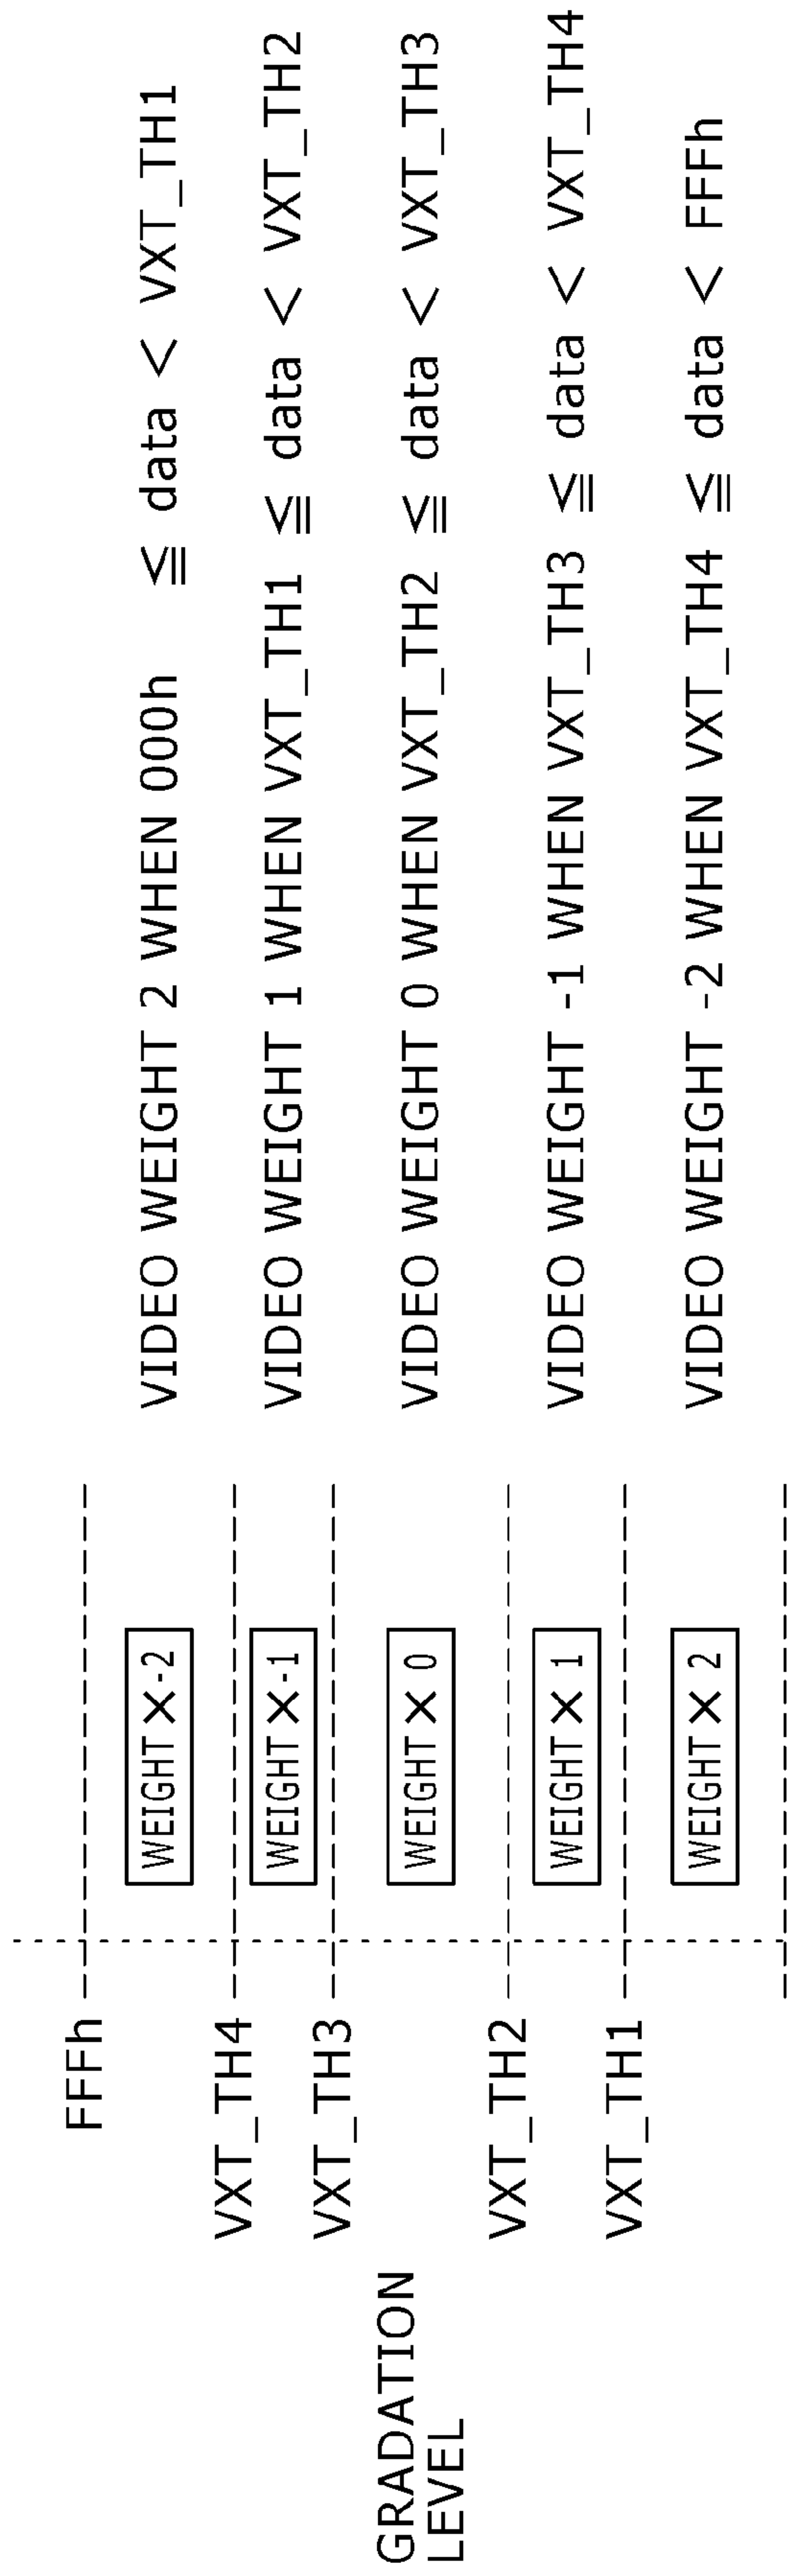 GRADATION
LEVEL
FFFh
VXT_TH4
VXT_TH3
VXT_TH2
VXT_TH1
WEIGHT × -2
WEIGHT × -1
WEIGHT × 0
WEIGHT × 1
WEIGHT × 2
VIDEO WEIGHT 2 WHEN 000h ≦ data < VXT_TH1
VIDEO WEIGHT 1 WHEN VXT_TH1 ≦ data < VXT_TH2
VIDEO WEIGHT 0 WHEN VXT_TH2 ≦ data < VXT_TH3
VIDEO WEIGHT -1 WHEN VXT_TH3 ≦ data < VXT_TH4
VIDEO WEIGHT -2 WHEN VXT_TH4 ≦ data < FFFh